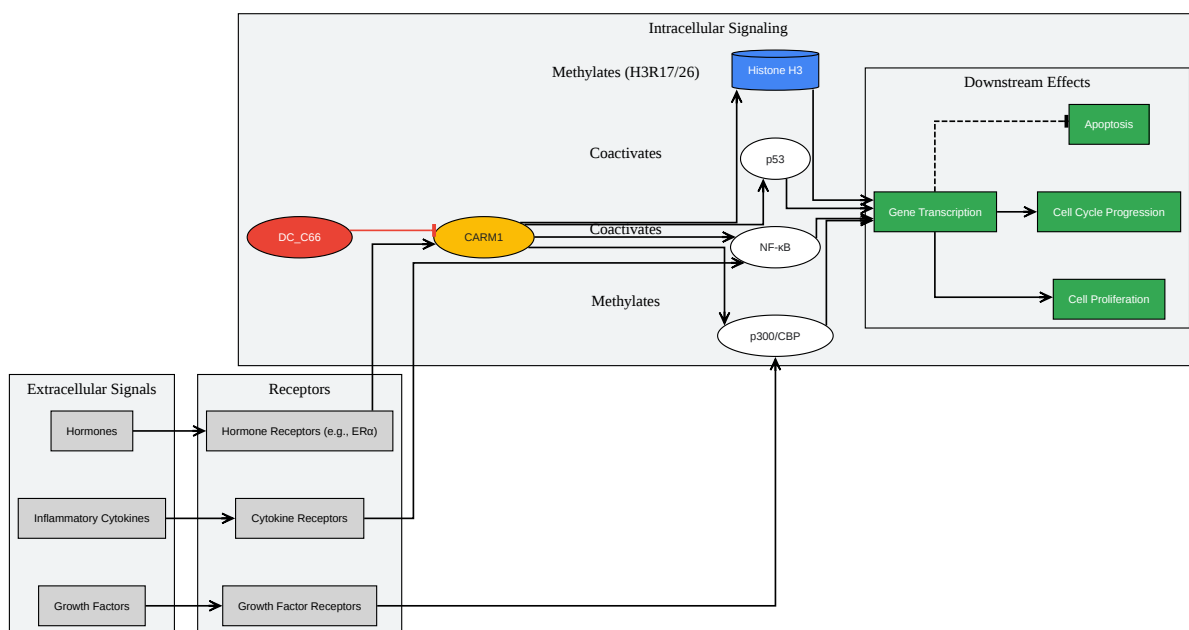 Intracellular Signaling
Methylates (H3R17/26)
Histone H3
Downstream Effects
Apoptosis
Coactivates
p53
Gene Transcription
Cell Cycle Progression
DC_C66
CARM1
Coactivates
NF-κB
Methylates
Cell Proliferation
p300/CBP
Extracellular Signals
Receptors
Hormones
Hormone Receptors (e.g., ERα)
Inflammatory Cytokines
Cytokine Receptors
Growth Factors
Growth Factor Receptors